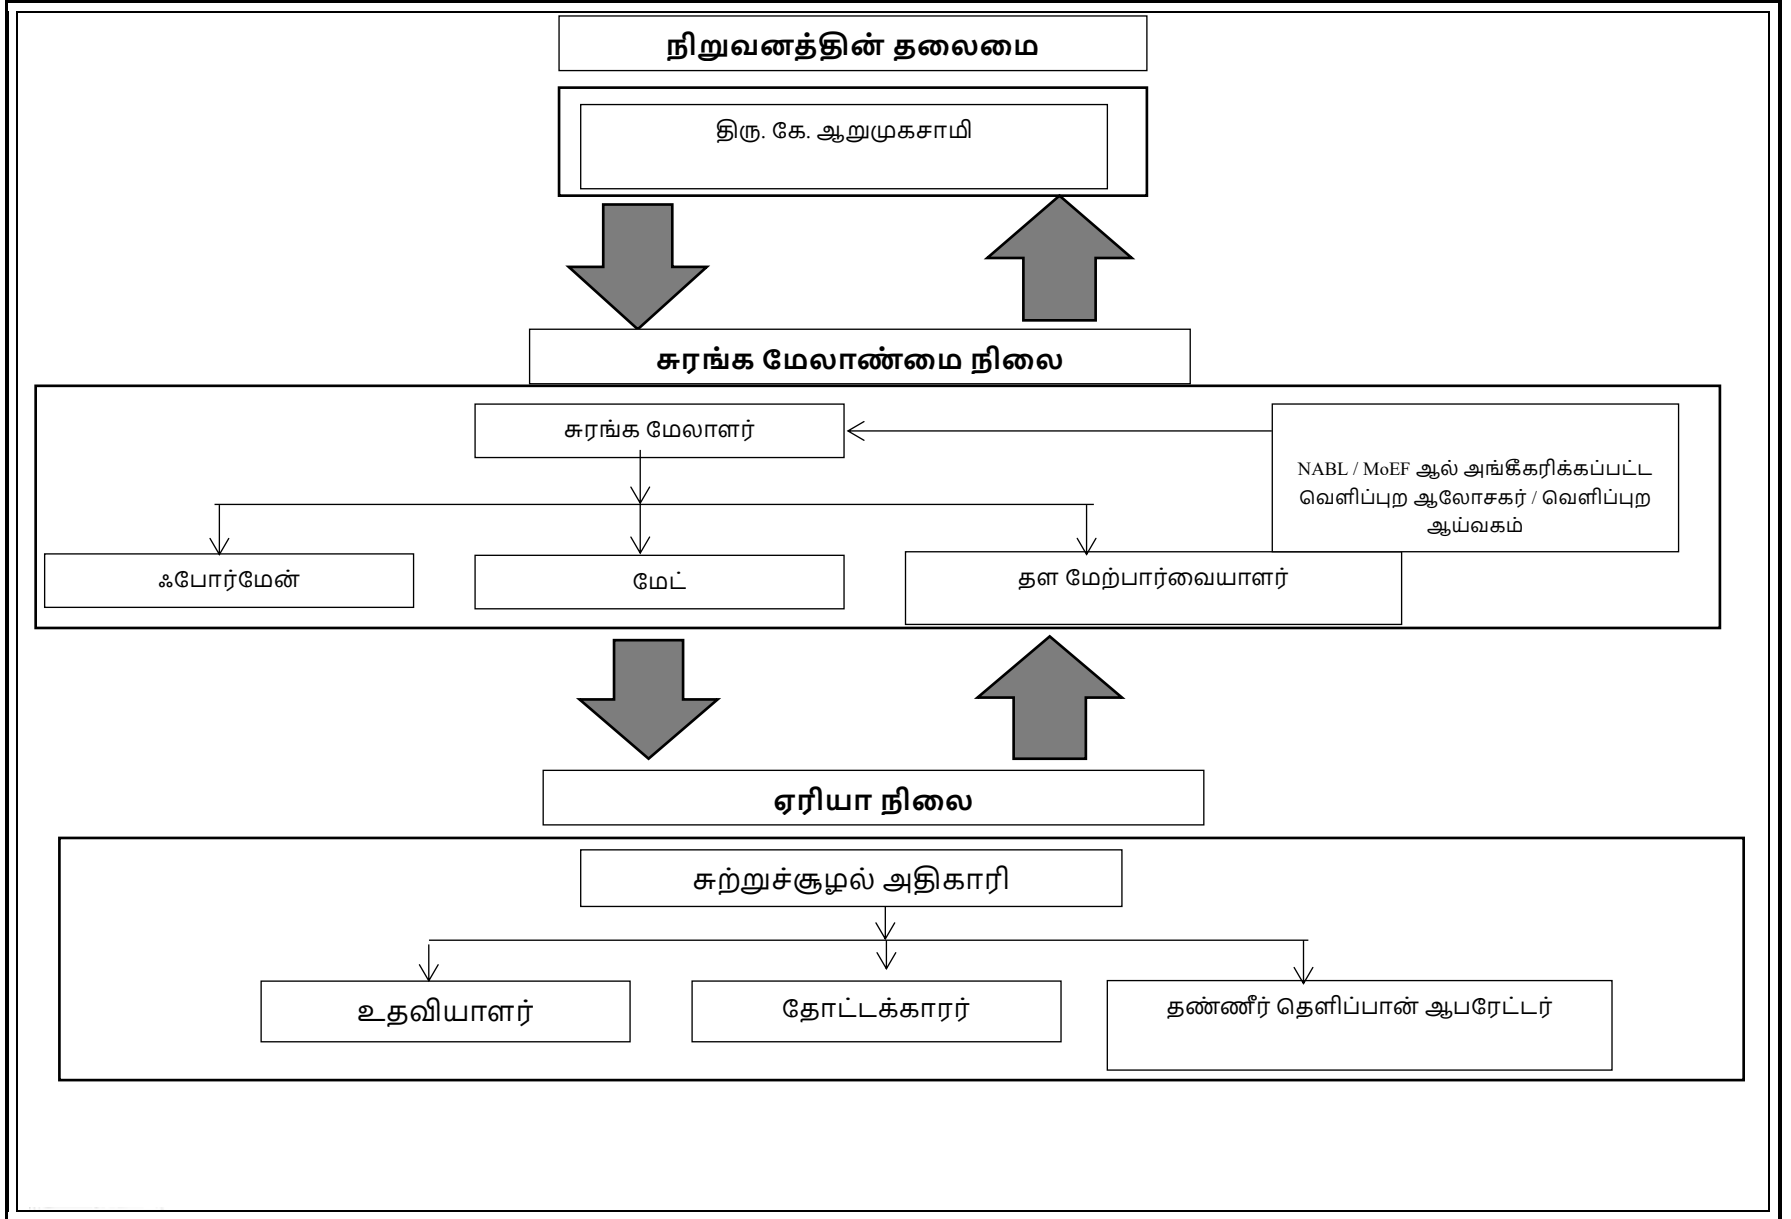 நிறுவனத்தின் தலைமை
திரு. கே. ஆறுமுகசாமி
சுரங்க மேலாண்மை நிலை
சுரங்க மேலாளர்
NABL / MoEF ஆல் அங்கீகரிக்கப்பட்ட
வெளிப்புற ஆலோசகர் / வெளிப்புற
ஆய்வகம்
ஃபோர்மேன்
மேட்
தள மேற்பார்வையாளர்
ஏரியா நிலை
சுற்றுச்சூழல் அதிகாரி
உதவியாளர்
தோட்டக்காரர்
தண்ணீர் தெளிப்பான் ஆபரேட்டர்